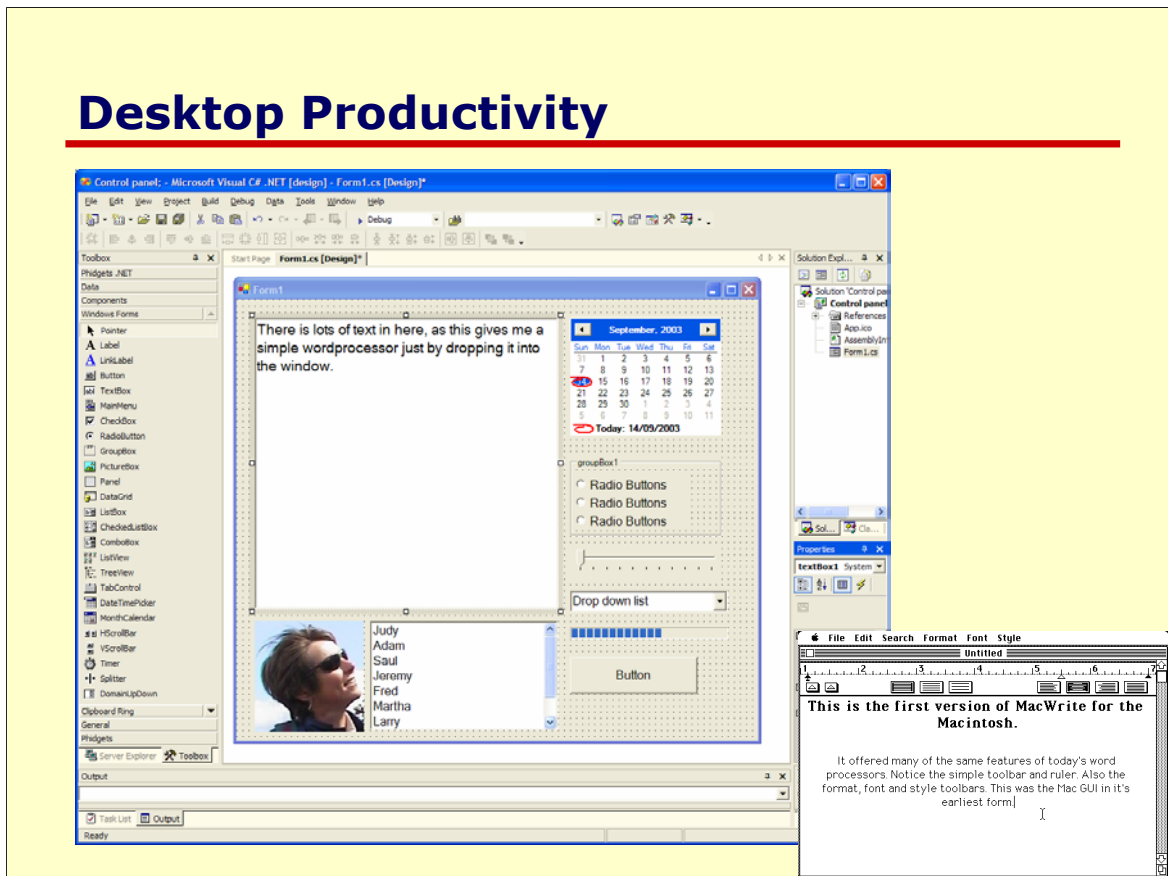 Desktop Productivity
Control panel; - Microsoft Visual C# .NET [design] - Form1.cs [Design]*
File Edit View Project Build Debug Data Tools Window Help
Debug
Toolbox
Phidgets .NET
Data
Components
Windows Forms
Pointer
Label
LinkLabel
Button
TextBox
MainMenu
CheckBox
RadioButton
GroupBox
PictureBox
Panel
DataGrid
ListBox
CheckedListBox
ComboBox
ListView
TreeView
TabControl
DateTimePicker
MonthCalendar
HScrollBar
VScrollBar
Timer
Splitter
DomainUpDown
Clipboard Ring
General
Phidgets
Server Explorer Toolbox
Start Page Form1.cs [Design]*
Form1
There is lots of text in here, as this gives me a
simple wordprocessor just by dropping it into
the window.
September, 2003
Sun Mon Tue Wed Thu Fri Sat
31 1 2 3 4 5 6
7 8 9 10 11 12 13
14 15 16 17 18 19 20
21 22 23 24 25 26 27
28 29 30 1 2 3 4
5 6 7 8 9 10 11
Today: 14/09/2003
groupBox1
Radio Buttons
Radio Buttons
Radio Buttons
Drop down list
Button
Judy
Adam
Saul
Jeremy
Fred
Martha
Larry
Solution Expl...
Solution 'Control pa
Control panel
References
App.ico
AssemblyIn
Form1.cs
Sol... Cla...
Properties
textBox1 System
Output
Task List Output
Ready
File Edit Search Format Font Style
Untitled
1 2 3 4 5 6 7
This is the first version of MacWrite for the
Macintosh.
It offered many of the same features of today's word
processors. Notice the simple toolbar and ruler. Also the
format, font and style toolbars. This was the Mac GUI in it's
earliest form.